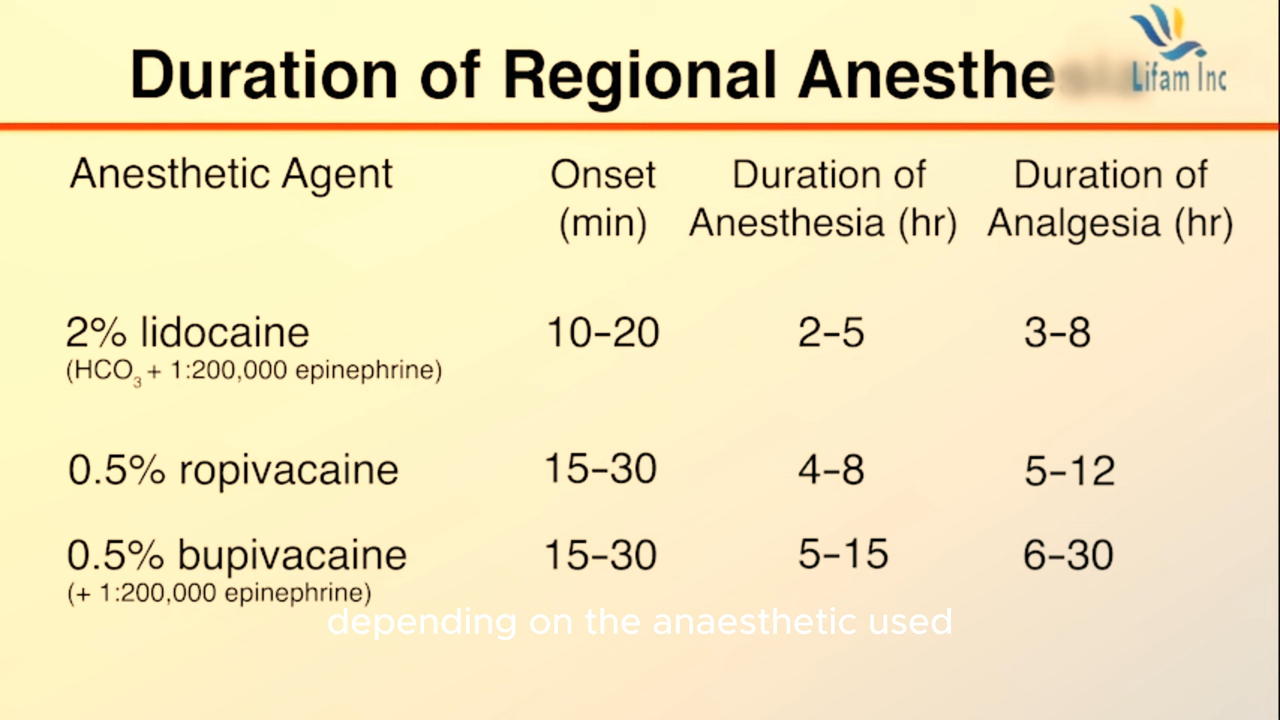 Duration of Regional Anesthe
Lifam Inc
Anesthetic Agent Onset (min) Duration of Anesthesia (hr) Duration of Analgesia (hr)
2% lidocaine 10–20 2–5 3–8
(HCO₃ + 1:200,000 epinephrine)
0.5% ropivacaine 15–30 4–8 5–12
0.5% bupivacaine 15–30 5–15 6–30
(+ 1:200,000 epinephrine)
depending on the anaesthetic used